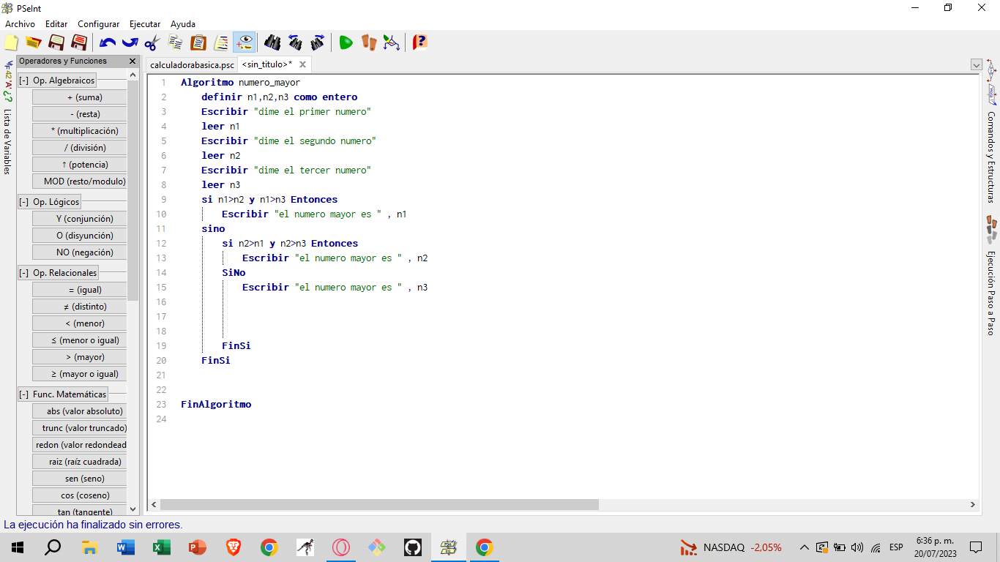 PSeInt
Archivo Editar Configurar Ejecutar Ayuda
Operadores y Funciones
calculadorabasica.psc
<sin_titulo>*
Lista de Variables
[-] Op. Algebraicos
+ (suma)
- (resta)
* (multiplicación)
/ (división)
↑ (potencia)
MOD (resto/modulo)
[-] Op. Lógicos
Y (conjunción)
O (disyunción)
NO (negación)
[-] Op. Relacionales
= (igual)
≠ (distinto)
< (menor)
≤ (menor o igual)
> (mayor)
≥ (mayor o igual)
[-] Func. Matemáticas
abs (valor absoluto)
trunc (valor truncado)
redon (valor redondead
raiz (raíz cuadrada)
sen (seno)
cos (coseno)
tan (tangente)
1 Algoritmo numero_mayor
2 definir n1,n2,n3 como entero
3 Escribir "dime el primer numero"
4 leer n1
5 Escribir "dime el segundo numero"
6 leer n2
7 Escribir "dime el tercer numero"
8 leer n3
9 si n1>n2 y n1>n3 Entonces
10 Escribir "el numero mayor es " , n1
11 sino
12 si n2>n1 y n2>n3 Entonces
13 Escribir "el numero mayor es " , n2
14 SiNo
15 Escribir "el numero mayor es " , n3
16
17
18
19 FinSi
20 FinSi
21
22
23 FinAlgoritmo
24
Comandos y Estructuras
Ejecución Paso a Paso
La ejecución ha finalizado sin errores.
NASDAQ -2,05%
ESP
6:36 p. m.
20/07/2023